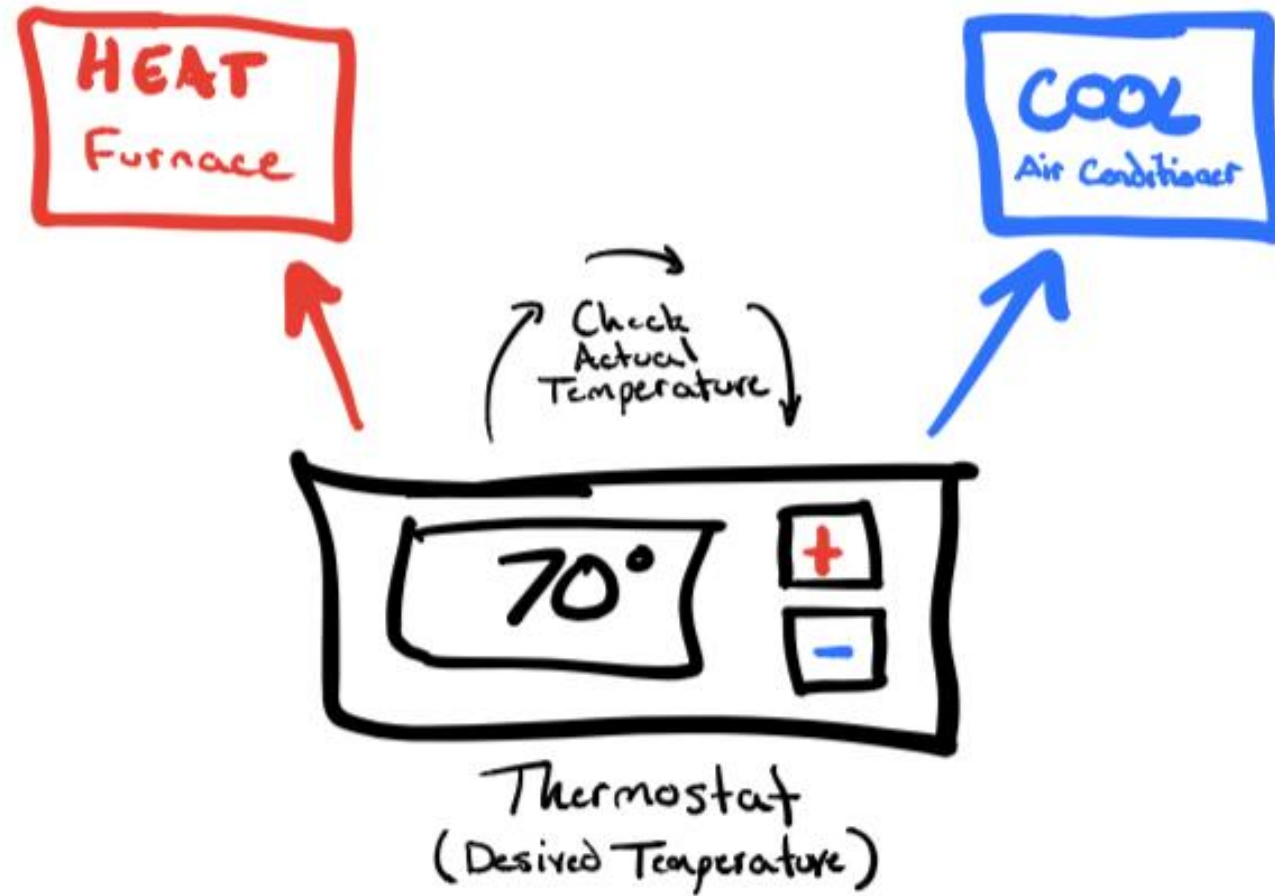 HEAT
Furnace
COOL
Air Conditioner
Check
Actual
Temperature
70°
+
-
Thermostat
(Desired Temperature)